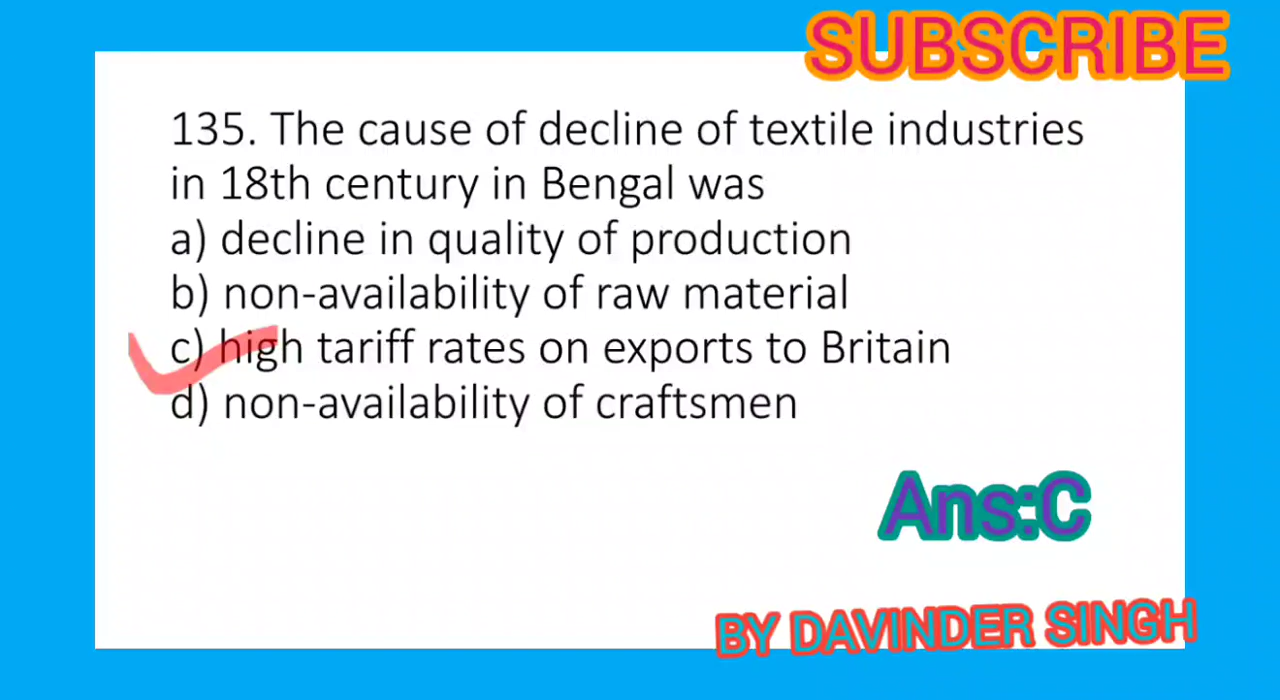 SUBSCRIBE
135. The cause of decline of textile industries
in 18th century in Bengal was
a) decline in quality of production
b) non-availability of raw material
c) high tariff rates on exports to Britain
d) non-availability of craftsmen
Ans:C
BY DAVINDER SINGH